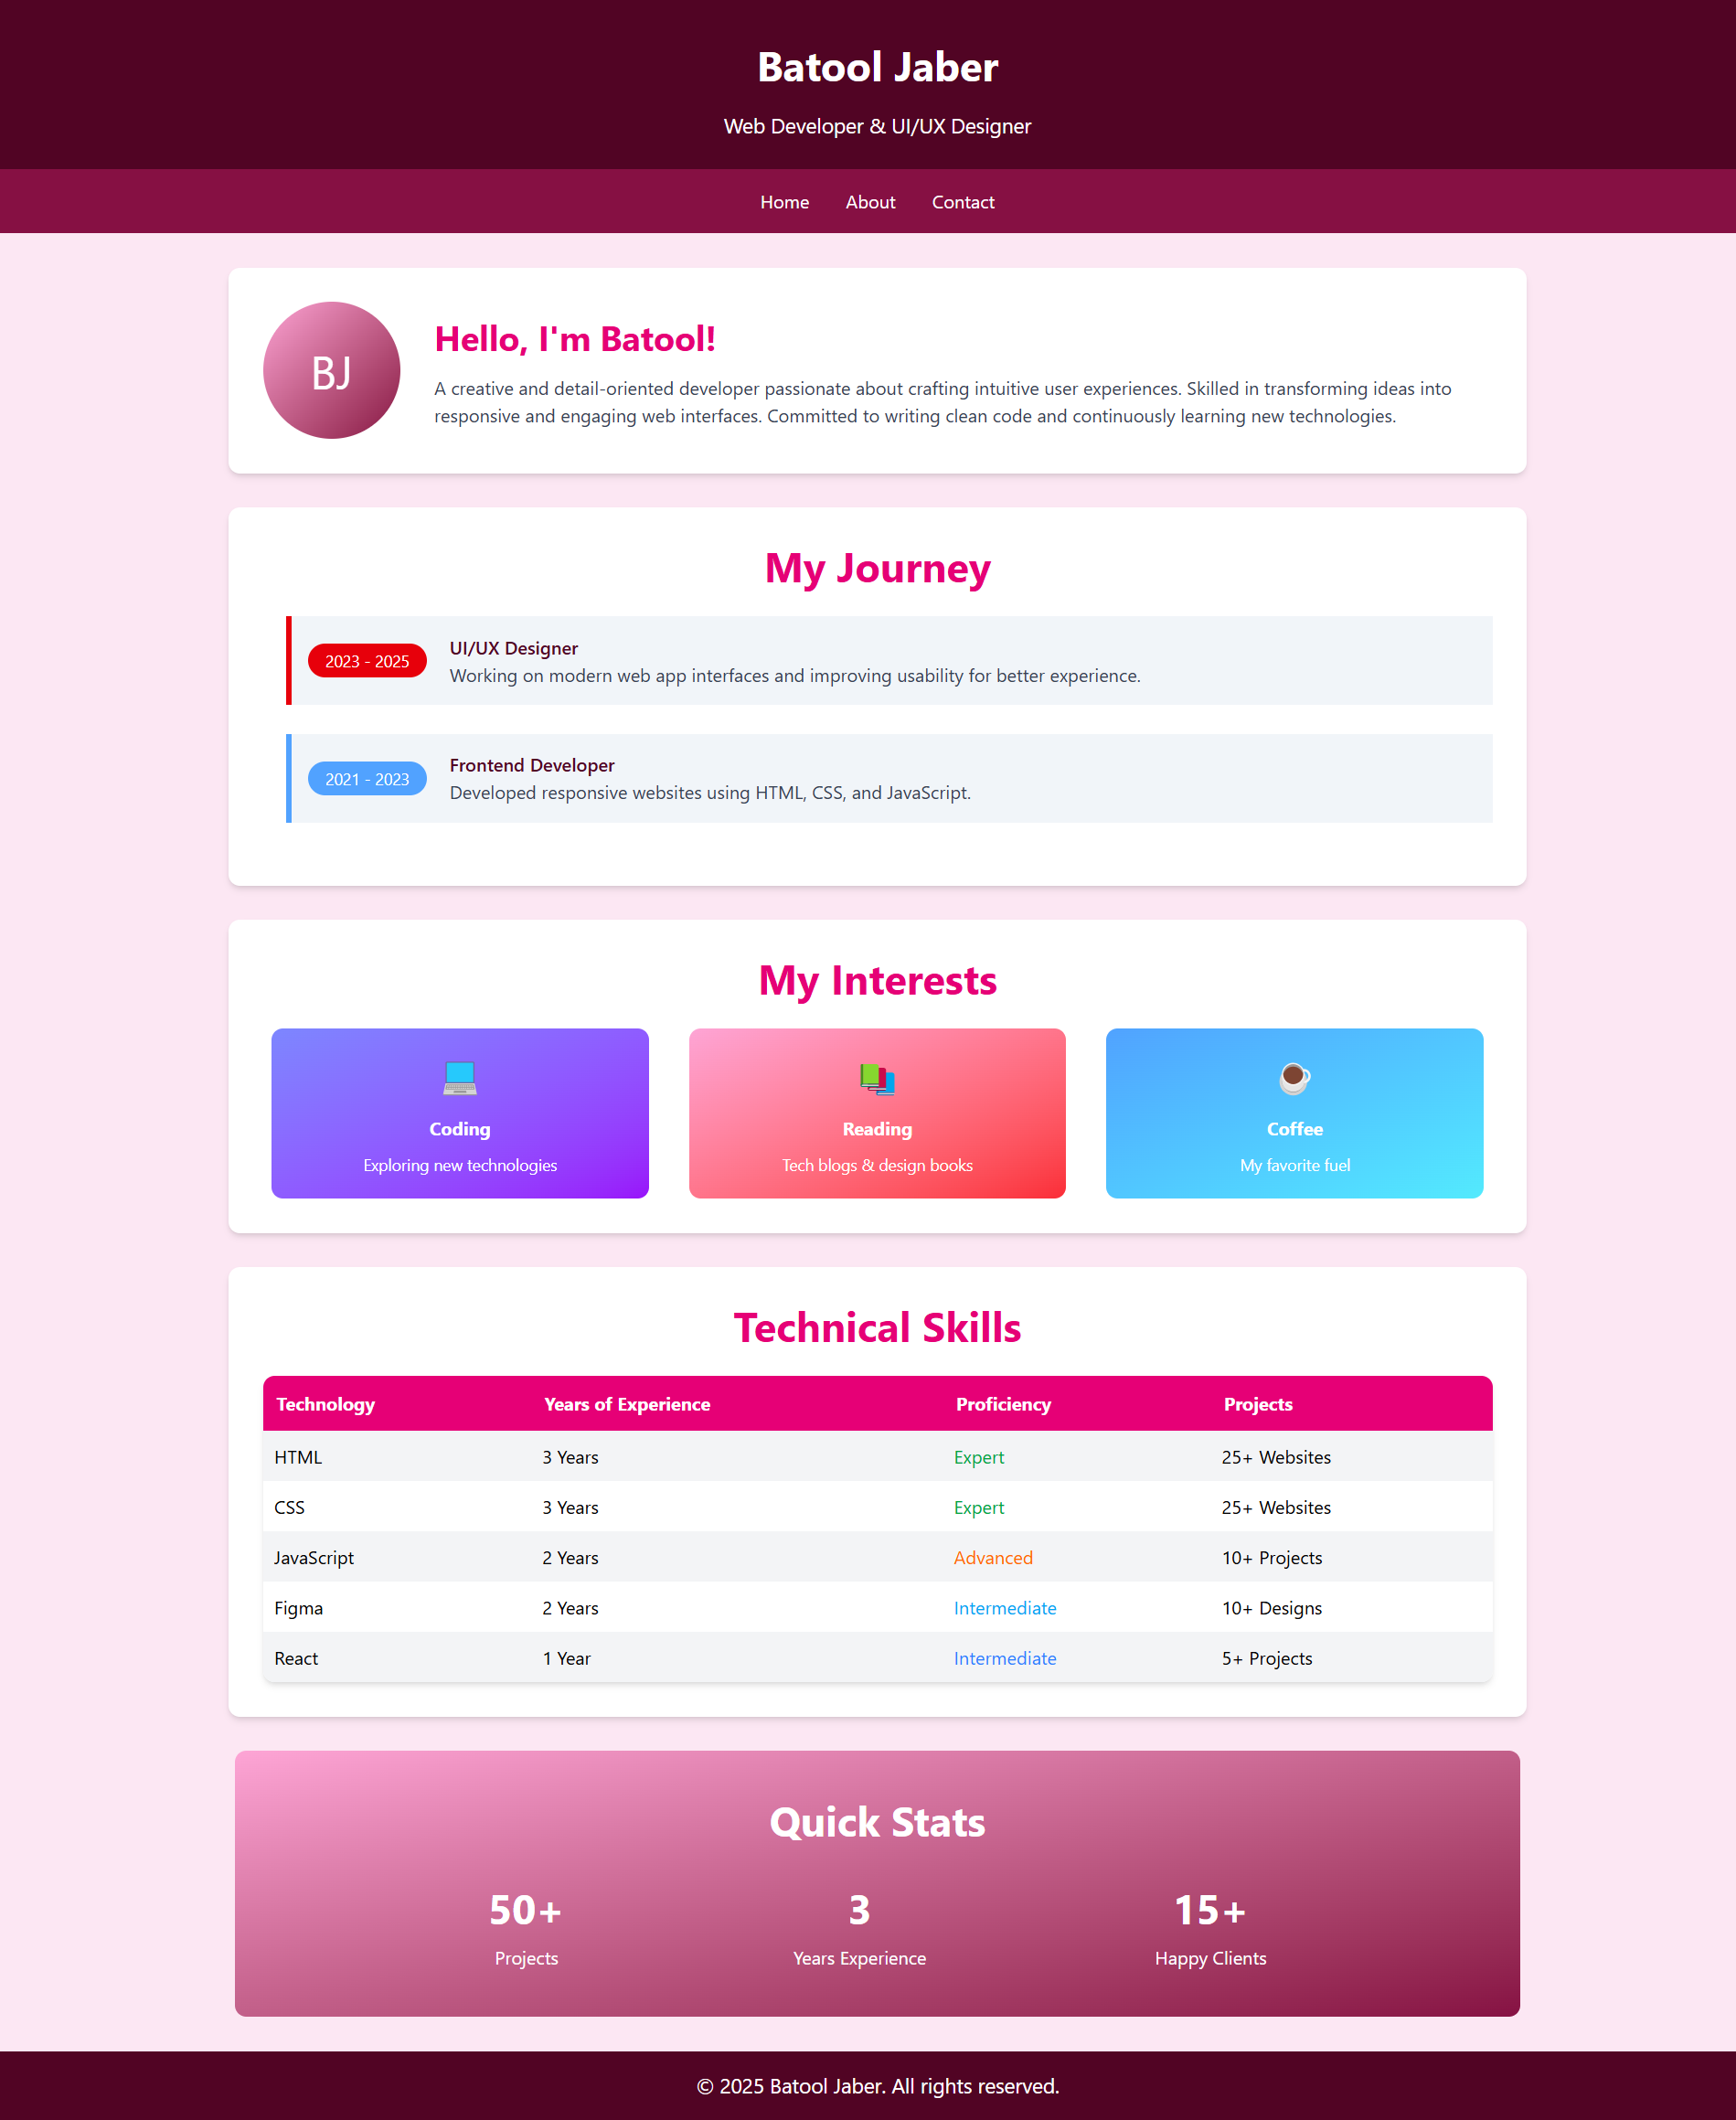 Batool Jaber
Web Developer & UI/UX Designer
Home About Contact
BJ
Hello, I'm Batool!
A creative and detail-oriented developer passionate about crafting intuitive user experiences. Skilled in transforming ideas into
responsive and engaging web interfaces. Committed to writing clean code and continuously learning new technologies.
My Journey
2023 - 2025
UI/UX Designer
Working on modern web app interfaces and improving usability for better experience.
2021 - 2023
Frontend Developer
Developed responsive websites using HTML, CSS, and JavaScript.
My Interests
Coding
Exploring new technologies
Reading
Tech blogs & design books
Coffee
My favorite fuel
Technical Skills
Technology Years of Experience Proficiency Projects
HTML 3 Years Expert 25+ Websites
CSS 3 Years Expert 25+ Websites
JavaScript 2 Years Advanced 10+ Projects
Figma 2 Years Intermediate 10+ Designs
React 1 Year Intermediate 5+ Projects
Quick Stats
50+
Projects
3
Years Experience
15+
Happy Clients
© 2025 Batool Jaber. All rights reserved.